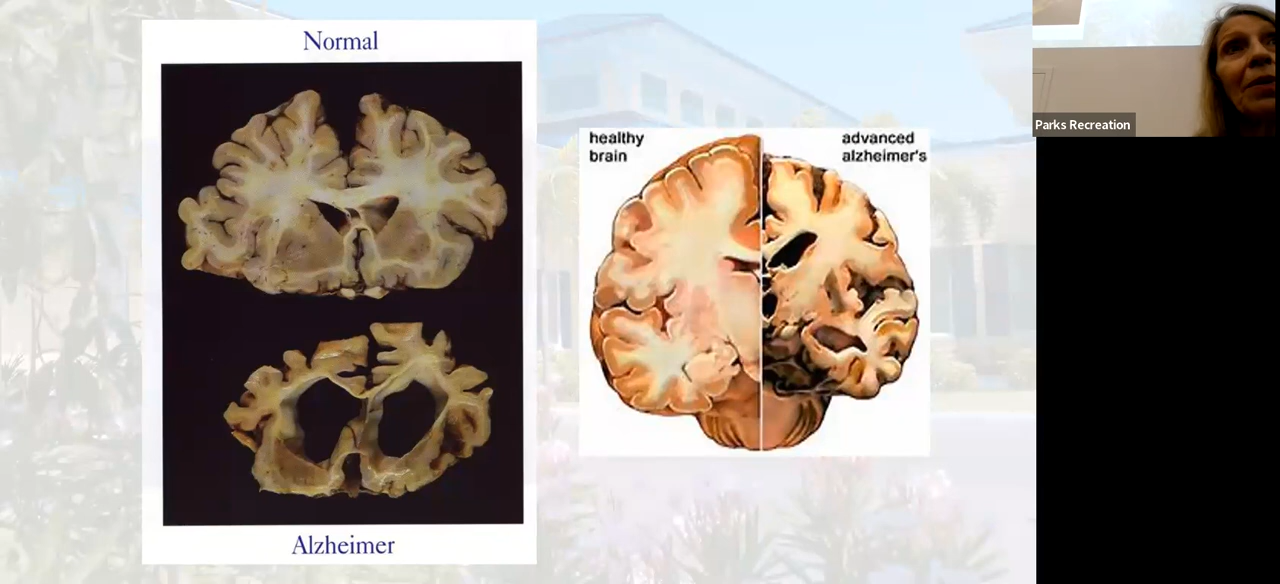 Normal
Alzheimer
healthy
brain
advanced
alzheimer's
Parks Recreation